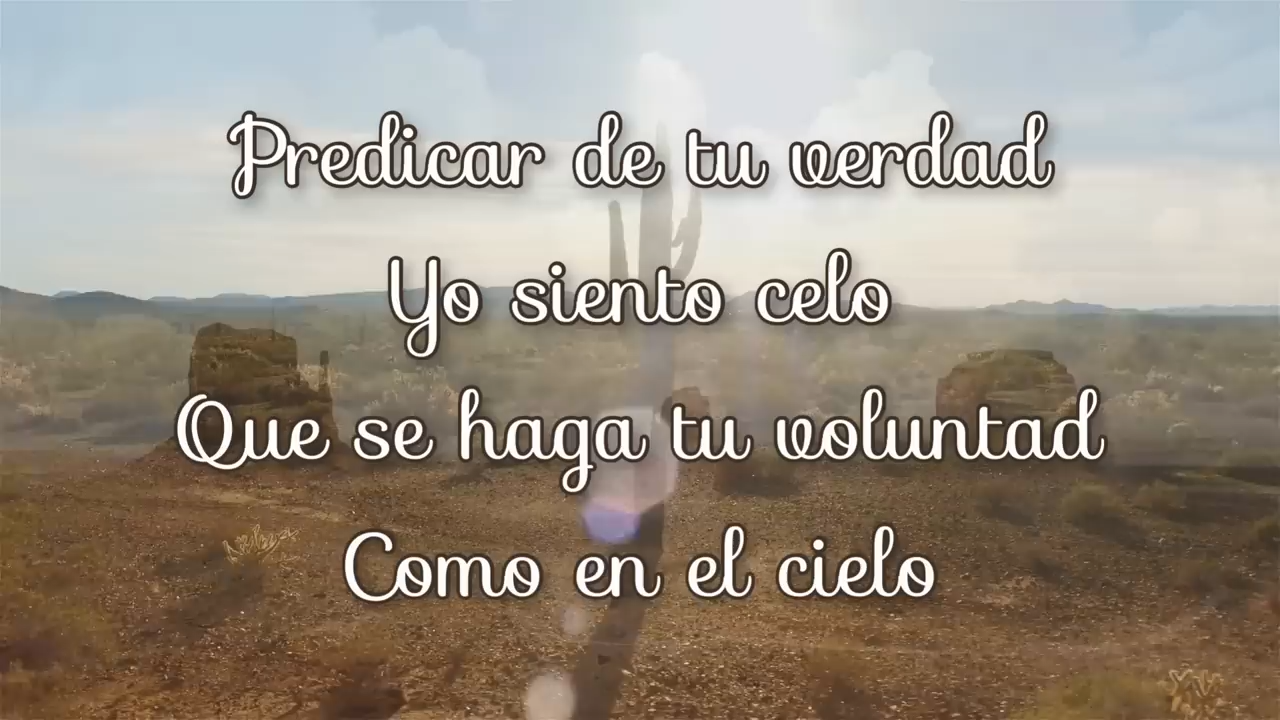 Predicar de tu verdad
Yo siento celo
Que se haga tu voluntad
Como en el cielo